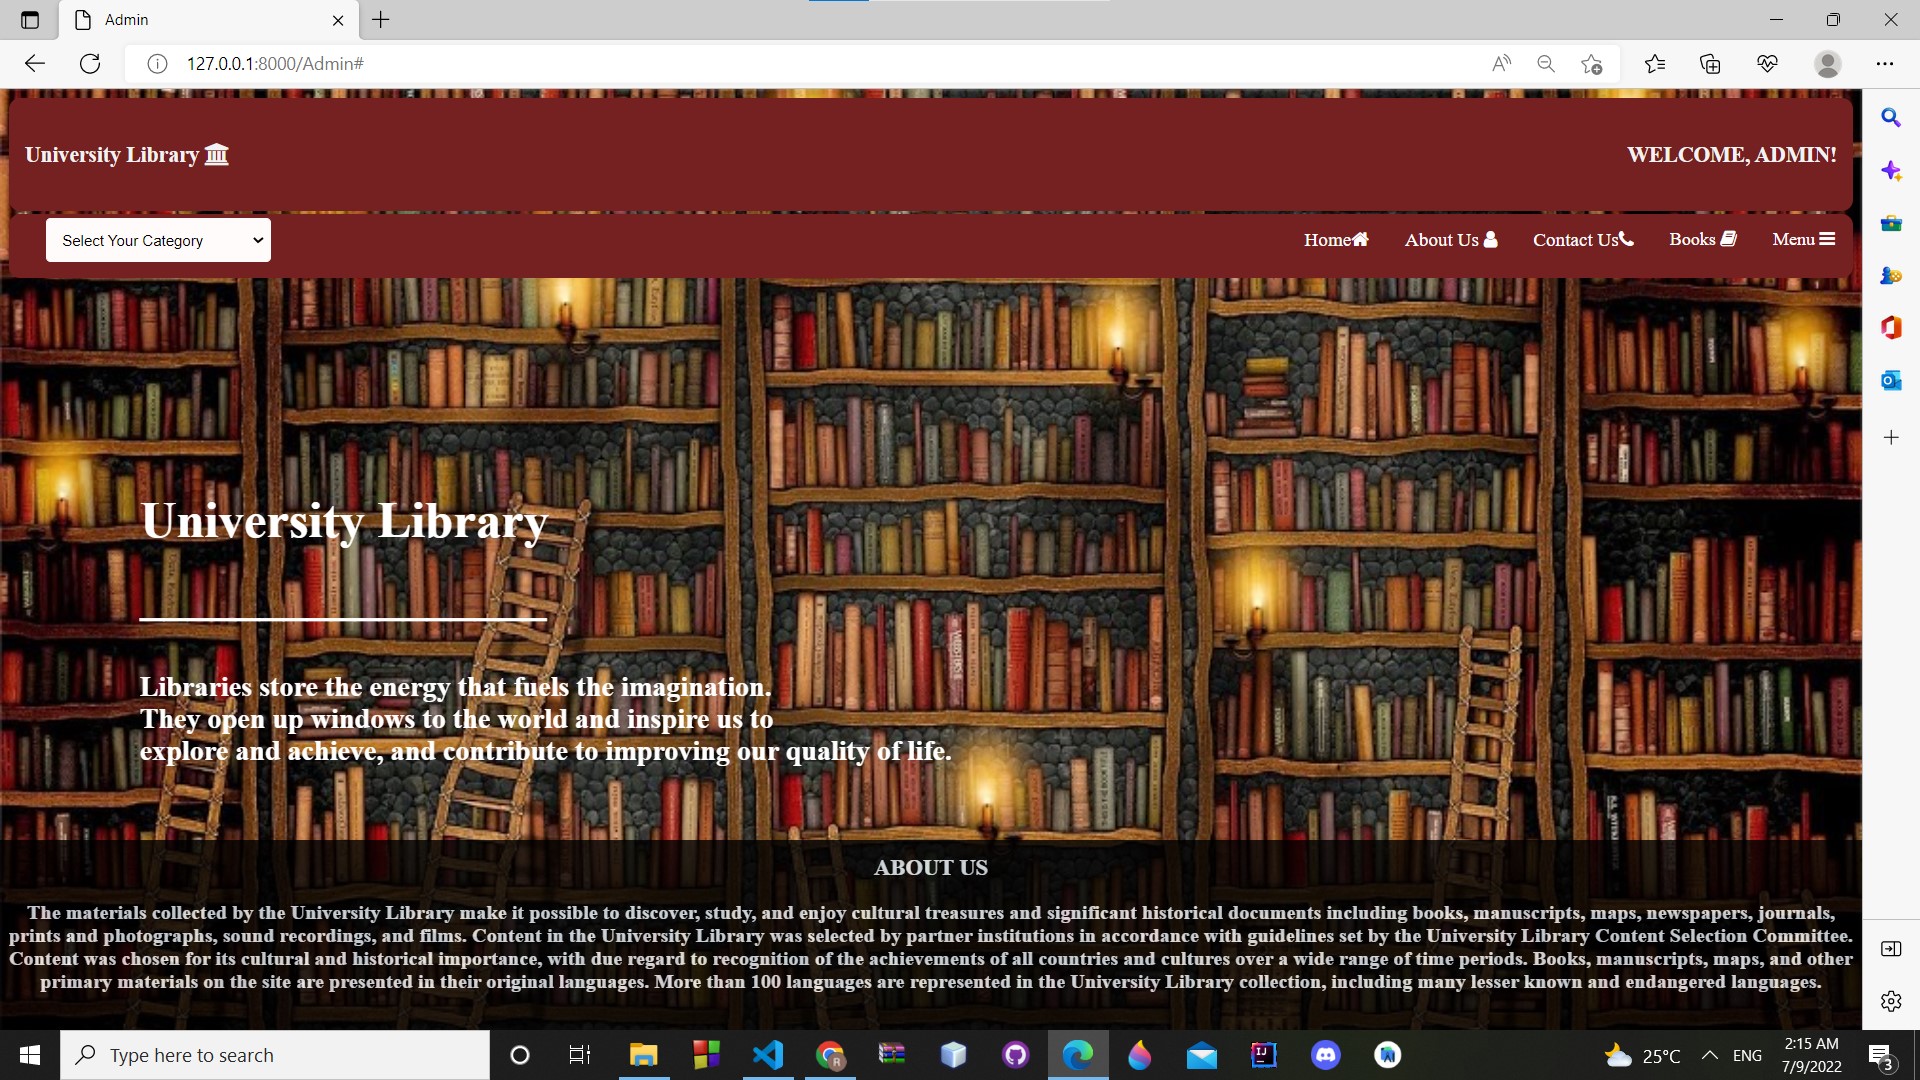 Admin
127.0.0.1:8000/Admin#
University Library
WELCOME, ADMIN!
Select Your Category
Home
About Us
Contact Us
Books
Menu
University Library
Libraries store the energy that fuels the imagination.
They open up windows to the world and inspire us to
explore and achieve, and contribute to improving our quality of life.
ABOUT US
The materials collected by the University Library make it possible to discover, study, and enjoy cultural treasures and significant historical documents including books, manuscripts, maps, newspapers, journals,
prints and photographs, sound recordings, and films. Content in the University Library was selected by partner institutions in accordance with guidelines set by the University Library Content Selection Committee.
Content was chosen for its cultural and historical importance, with due regard to recognition of the achievements of all countries and cultures over a wide range of time periods. Books, manuscripts, maps, and other
primary materials on the site are presented in their original languages. More than 100 languages are represented in the University Library collection, including many lesser known and endangered languages.
Type here to search
25°C
ENG
2:15 AM
7/9/2022
3